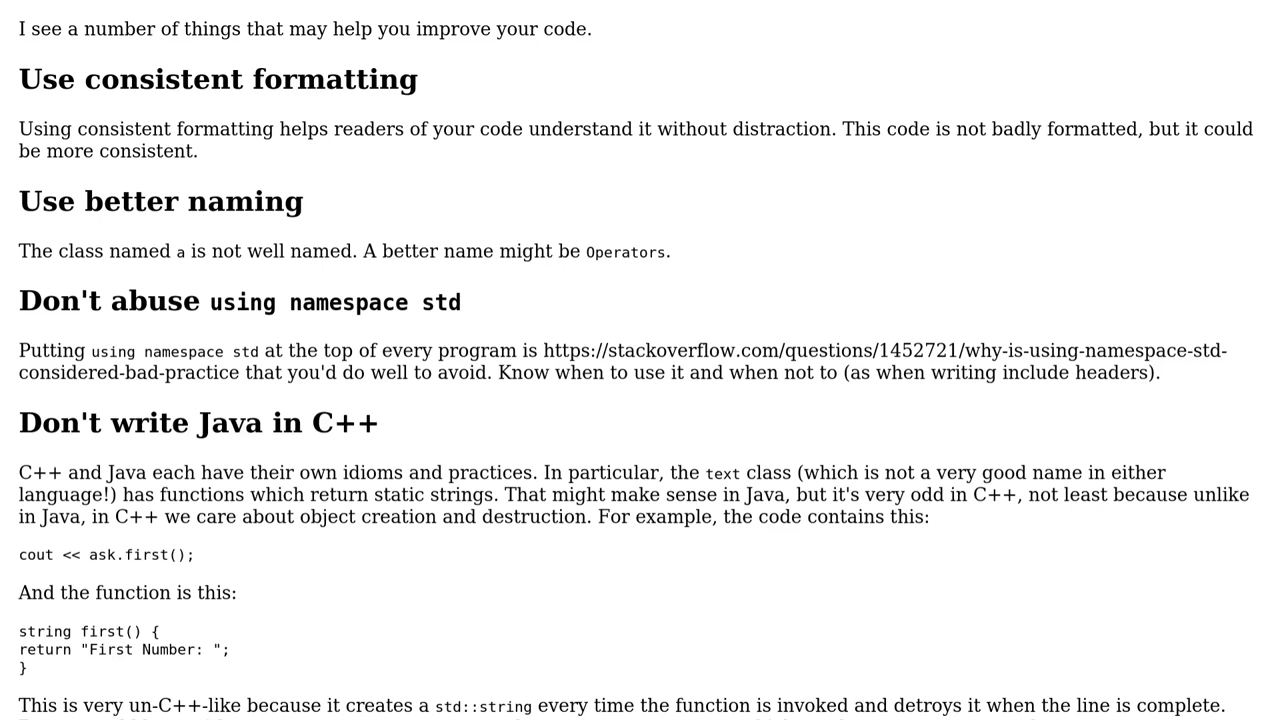 I see a number of things that may help you improve your code.
Use consistent formatting
Using consistent formatting helps readers of your code understand it without distraction. This code is not badly formatted, but it could
be more consistent.
Use better naming
The class named a is not well named. A better name might be Operators.
Don't abuse using namespace std
Putting using namespace std at the top of every program is https://stackoverflow.com/questions/1452721/why-is-using-namespace-std-
considered-bad-practice that you'd do well to avoid. Know when to use it and when not to (as when writing include headers).
Don't write Java in C++
C++ and Java each have their own idioms and practices. In particular, the text class (which is not a very good name in either
language!) has functions which return static strings. That might make sense in Java, but it's very odd in C++, not least because unlike
in Java, in C++ we care about object creation and destruction. For example, the code contains this:
cout << ask.first();
And the function is this:
string first() {
return "First Number: ";
}
This is very un-C++-like because it creates a std::string every time the function is invoked and detroys it when the line is complete.